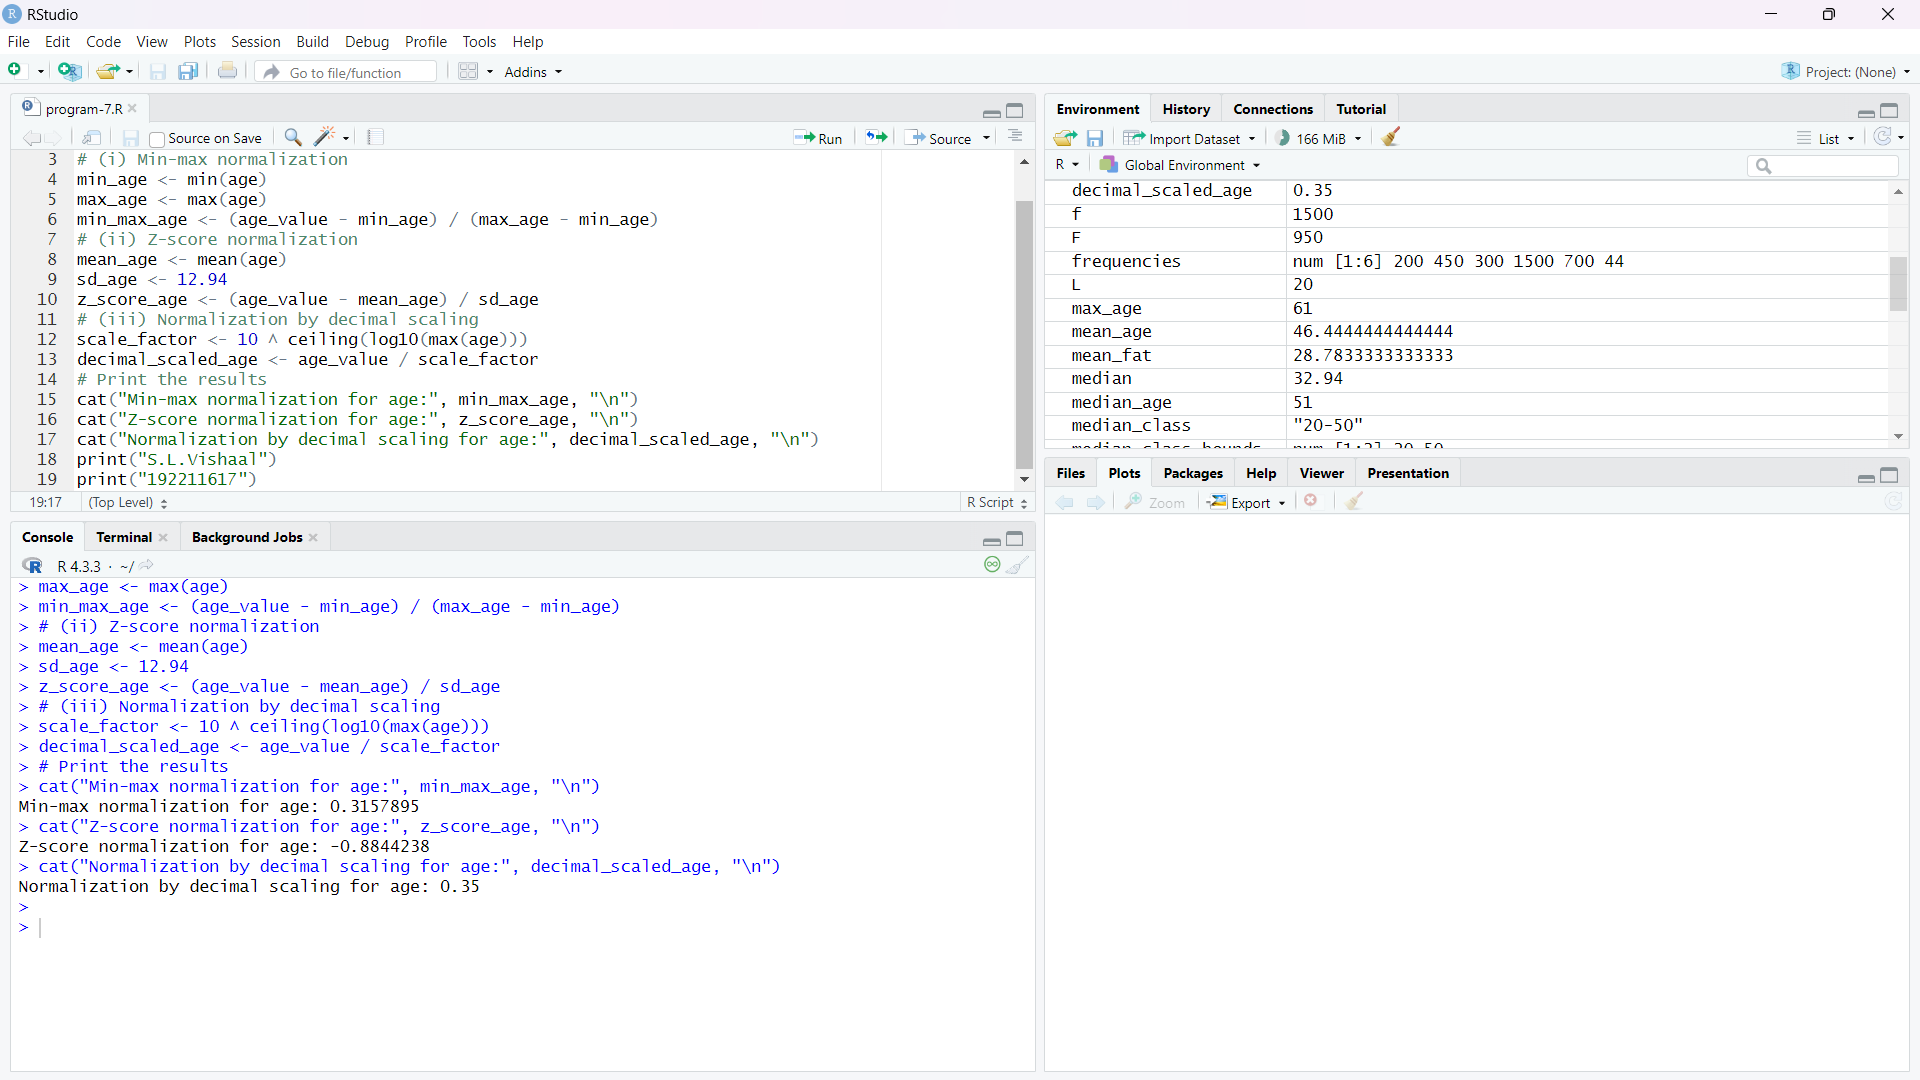 RStudio
File Edit Code View Plots Session Build Debug Profile Tools Help
Go to file/function Addins Project: (None)
program-7.R
Source on Save Run Source
3 # (i) Min-max normalization
4 min_age <- min(age)
5 max_age <- max(age)
6 min_max_age <- (age_value - min_age) / (max_age - min_age)
7 # (ii) Z-score normalization
8 mean_age <- mean(age)
9 sd_age <- 12.94
10 z_score_age <- (age_value - mean_age) / sd_age
11 # (iii) Normalization by decimal scaling
12 scale_factor <- 10 ^ ceiling(log10(max(age)))
13 decimal_scaled_age <- age_value / scale_factor
14 # Print the results
15 cat("Min-max normalization for age:", min_max_age, "\n")
16 cat("Z-score normalization for age:", z_score_age, "\n")
17 cat("Normalization by decimal scaling for age:", decimal_scaled_age, "\n")
18 print("S.L.Vishaal")
19 print("192211617")
19:17 (Top Level) R Script
Console Terminal Background Jobs
R R 4.3.3 · ~/
> max_age <- max(age)
> min_max_age <- (age_value - min_age) / (max_age - min_age)
> # (ii) Z-score normalization
> mean_age <- mean(age)
> sd_age <- 12.94
> z_score_age <- (age_value - mean_age) / sd_age
> # (iii) Normalization by decimal scaling
> scale_factor <- 10 ^ ceiling(log10(max(age)))
> decimal_scaled_age <- age_value / scale_factor
> # Print the results
> cat("Min-max normalization for age:", min_max_age, "\n")
Min-max normalization for age: 0.3157895
> cat("Z-score normalization for age:", z_score_age, "\n")
Z-score normalization for age: -0.8844238
> cat("Normalization by decimal scaling for age:", decimal_scaled_age, "\n")
Normalization by decimal scaling for age: 0.35
>
>
Environment History Connections Tutorial
Import Dataset 166 MiB List
R Global Environment
decimal_scaled_age 0.35
f 1500
F 950
frequencies num [1:6] 200 450 300 1500 700 44
L 20
max_age 61
mean_age 46.4444444444444
mean_fat 28.7833333333333
median 32.94
median_age 51
median_class "20-50"
median_class_bounds num [1:2] 20 50
Files Plots Packages Help Viewer Presentation
Zoom Export